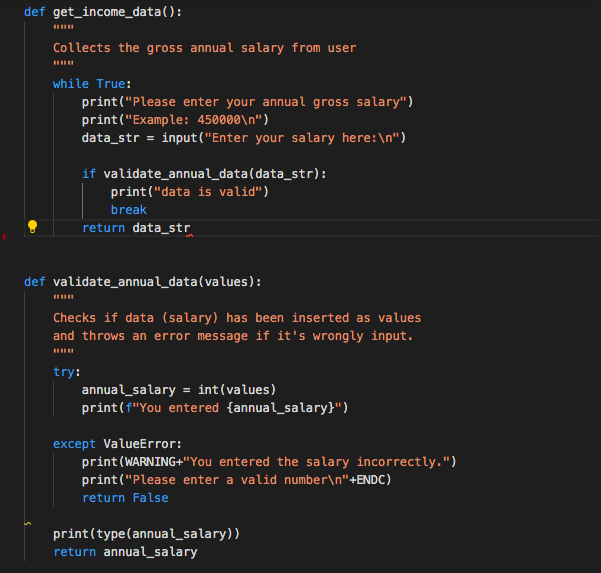 def get_income_data():
    """
    Collects the gross annual salary from user
    """
    while True:
        print("Please enter your annual gross salary")
        print("Example: 450000\n")
        data_str = input("Enter your salary here:\n")

        if validate_annual_data(data_str):
            print("data is valid")
            break
        return data_str

def validate_annual_data(values):
    """
    Checks if data (salary) has been inserted as values
    and throws an error message if it's wrongly input.
    """
    try:
        annual_salary = int(values)
        print(f"You entered {annual_salary}")

    except ValueError:
        print(WARNING+"You entered the salary incorrectly.")
        print("Please enter a valid number\n"+ENDC)
        return False

    print(type(annual_salary))
    return annual_salary